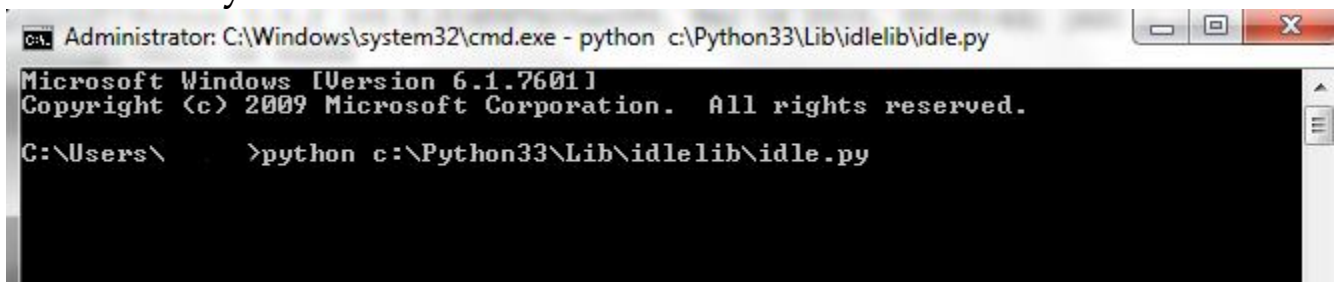 Administrator: C:\Windows\system32\cmd.exe - python c:\Python33\Lib\idlelib\idle.py
Microsoft Windows [Version 6.1.7601]
Copyright (c) 2009 Microsoft Corporation. All rights reserved.
C:\Users\ >python c:\Python33\Lib\idlelib\idle.py